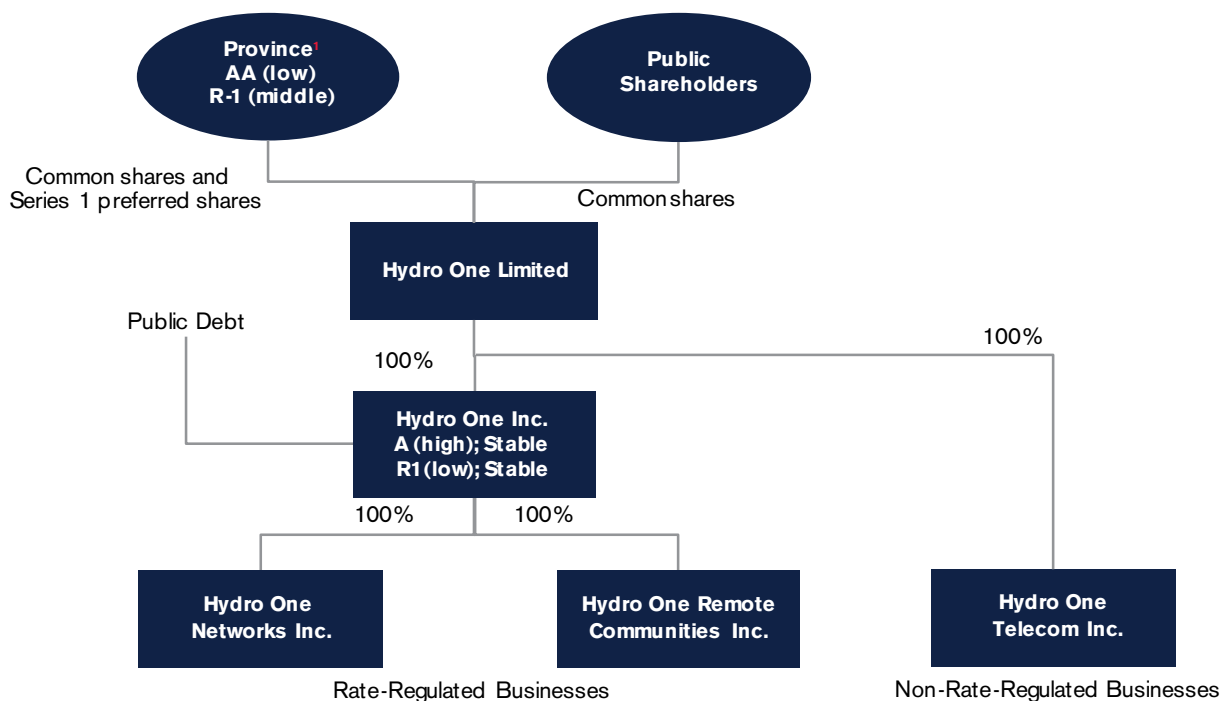 Province¹
AA (low)
R-1 (middle)
Public
Shareholders
Common shares and
Series 1 preferred shares
Common shares
Hydro One Limited
Public Debt
100%
100%
Hydro One Inc.
A (high); Stable
R1 (low); Stable
100%
100%
Hydro One
Networks Inc.
Hydro One Remote
Communities Inc.
Hydro One
Telecom Inc.
Rate-Regulated Businesses
Non-Rate-Regulated Businesses